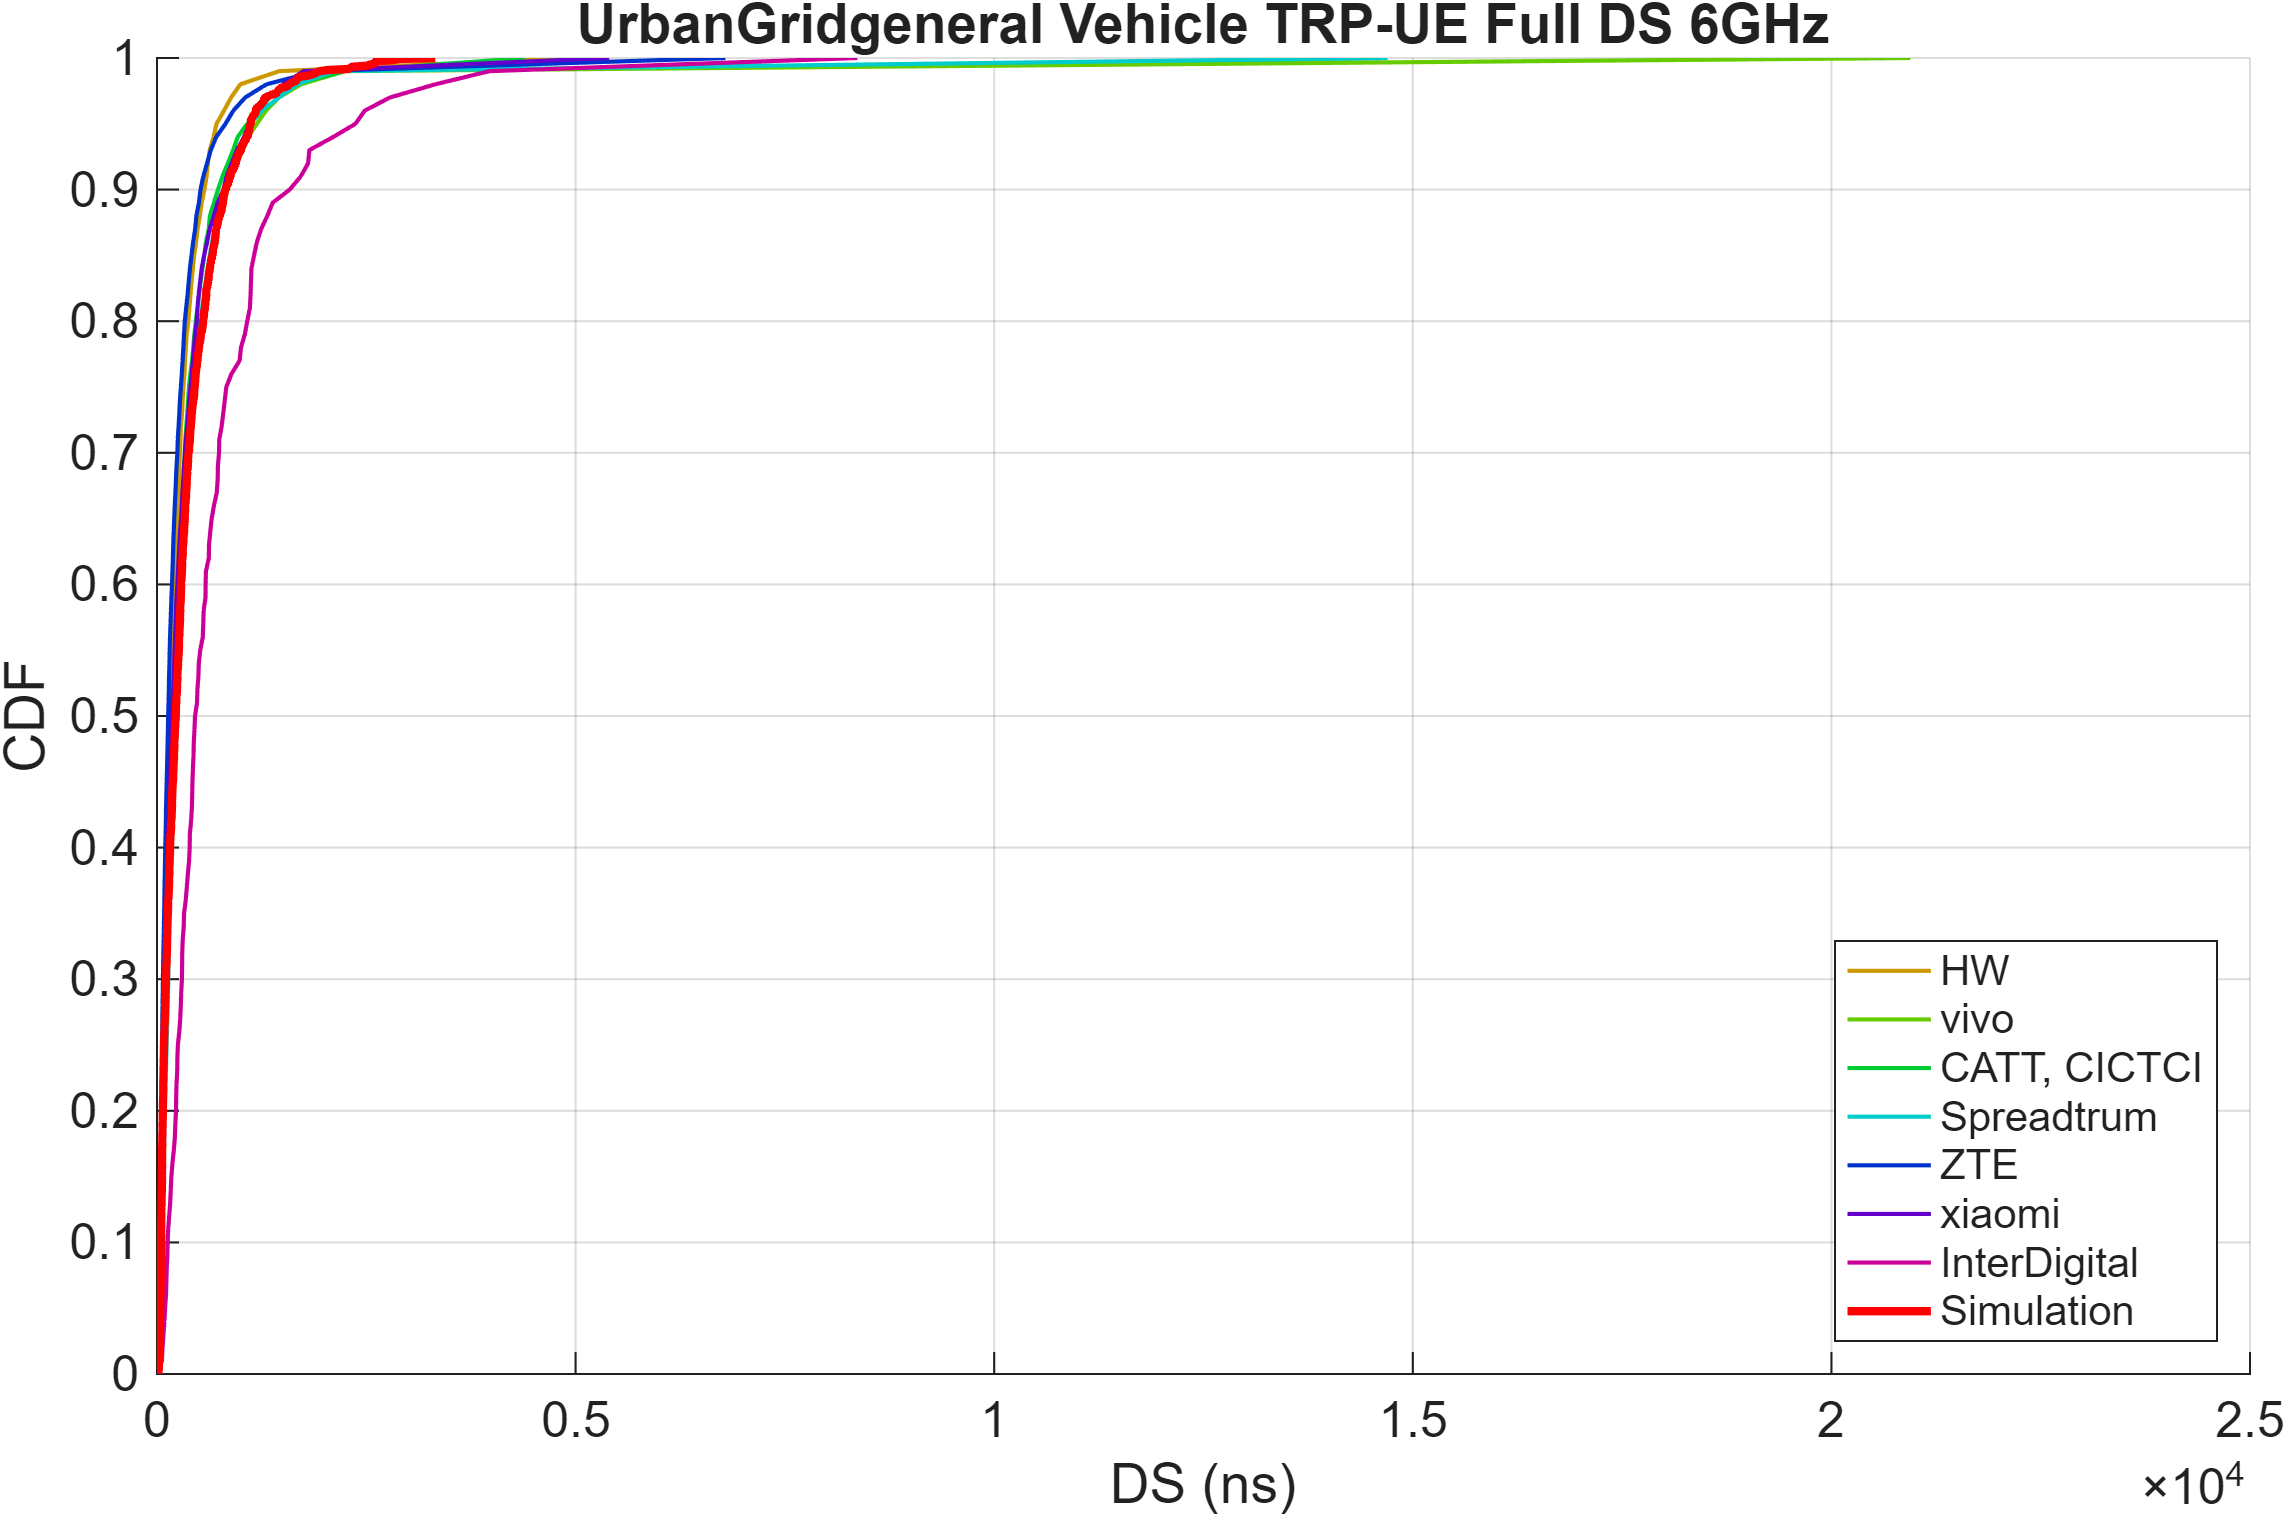 UrbanGridgeneral Vehicle TRP-UE Full DS 6GHz
1
0.9
0.8
0.7
0.6
0.5
0.4
0.3
0.2
0.1
0
CDF
HW
vivo
CATT, CICTCI
Spreadtrum
ZTE
xiaomi
InterDigital
Simulation
0 0.5 1 1.5 2 2.5
DS (ns)
×10⁴